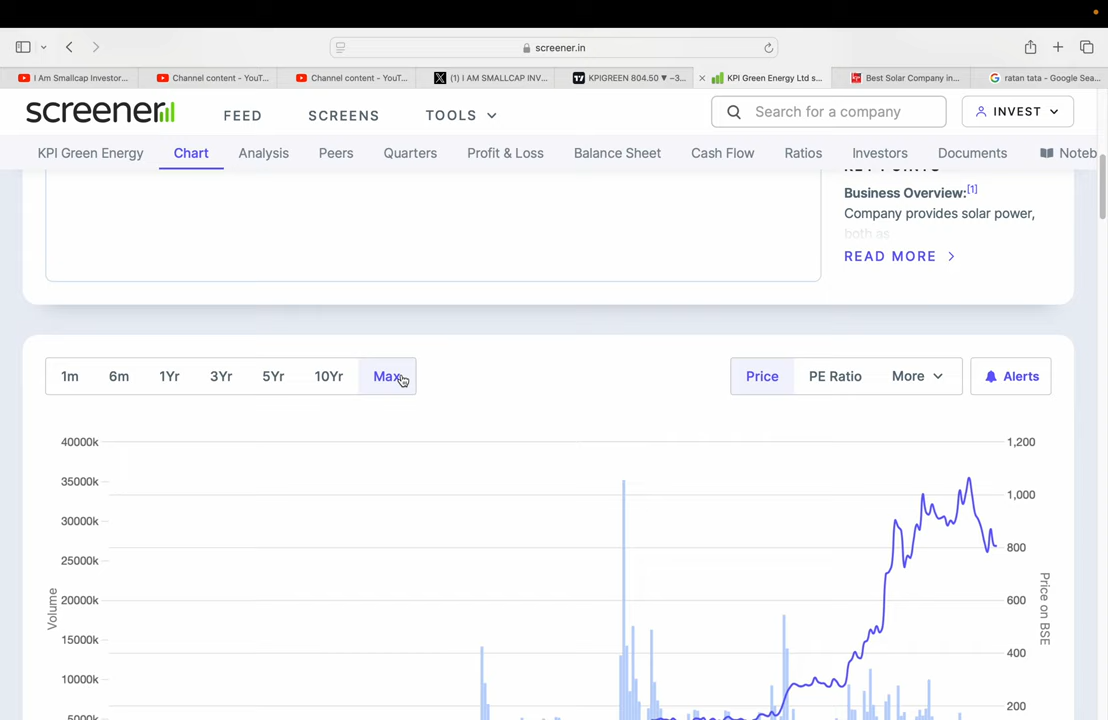 screener.in
I Am Smallcap Investor...
Channel content - YouT...
Channel content - YouT...
(1) I AM SMALLCAP INV...
KPIGREEN 804.50 ▼ −3...
KPI Green Energy Ltd s...
Best Solar Company in...
ratan tata - Google Sea...
screener
FEED
SCREENS
TOOLS
Search for a company
INVEST
KPI Green Energy
Chart
Analysis
Peers
Quarters
Profit & Loss
Balance Sheet
Cash Flow
Ratios
Investors
Documents
Noteb
KEY POINTS
Business Overview:[1]
Company provides solar power,
both as
READ MORE
1m 6m 1Yr 3Yr 5Yr 10Yr Max
Price PE Ratio More
Alerts
40000k
35000k
30000k
25000k
20000k
15000k
10000k
5000k
Volume
1,200
1,000
800
600
400
200
Price on BSE